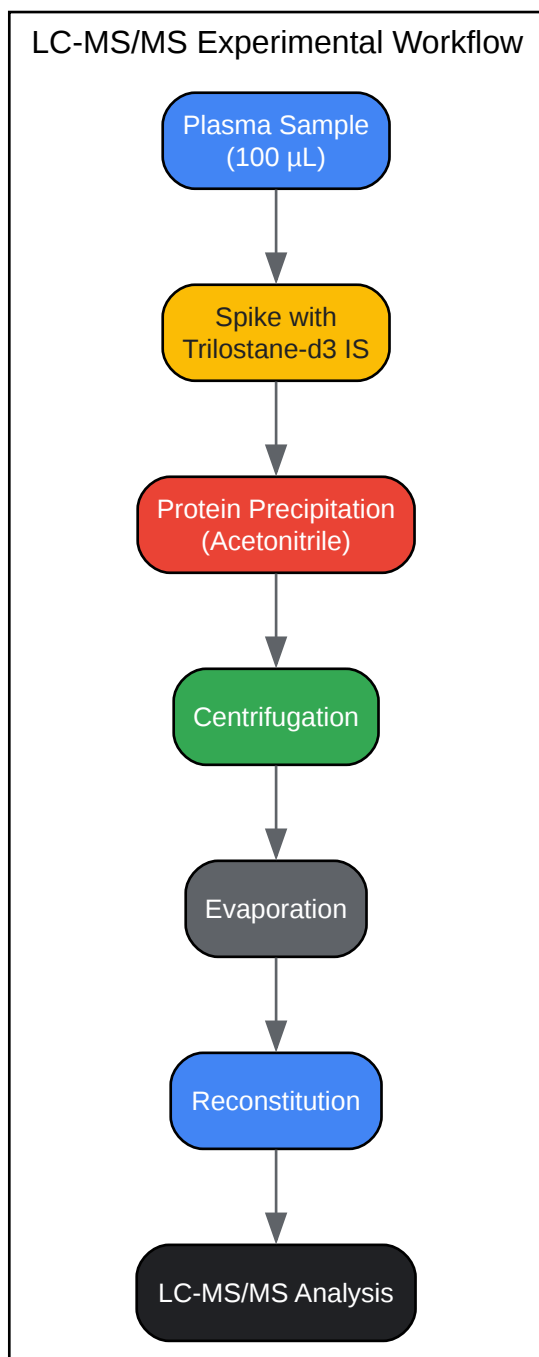 LC-MS/MS Experimental Workflow
Plasma Sample
(100 µL)
Spike with
Trilostane-d3 IS
Protein Precipitation
(Acetonitrile)
Centrifugation
Evaporation
Reconstitution
LC-MS/MS Analysis